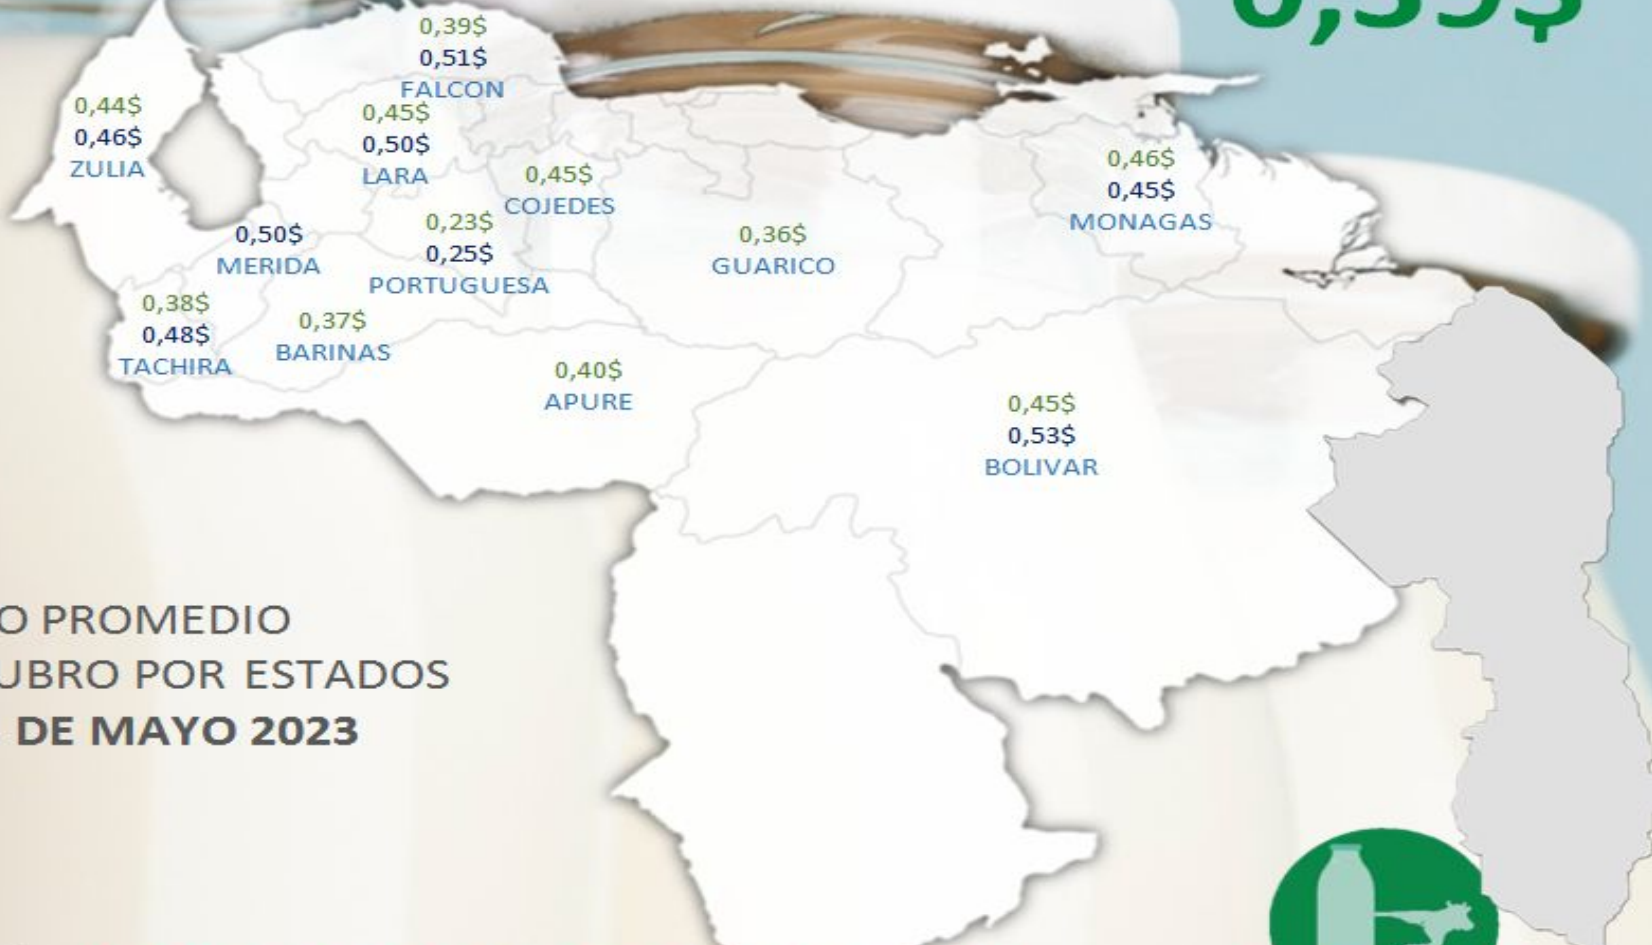 0,39$
0,39$
0,51$
FALCON
0,44$
0,46$
ZULIA
0,45$
0,50$
LARA
0,45$
COJEDES
0,46$
0,45$
MONAGAS
0,50$
MERIDA
0,23$
0,25$
PORTUGUESA
0,36$
GUARICO
0,38$
0,48$
TACHIRA
0,37$
BARINAS
0,40$
APURE
0,45$
0,53$
BOLIVAR
O PROMEDIO
UBRO POR ESTADOS
DE MAYO 2023